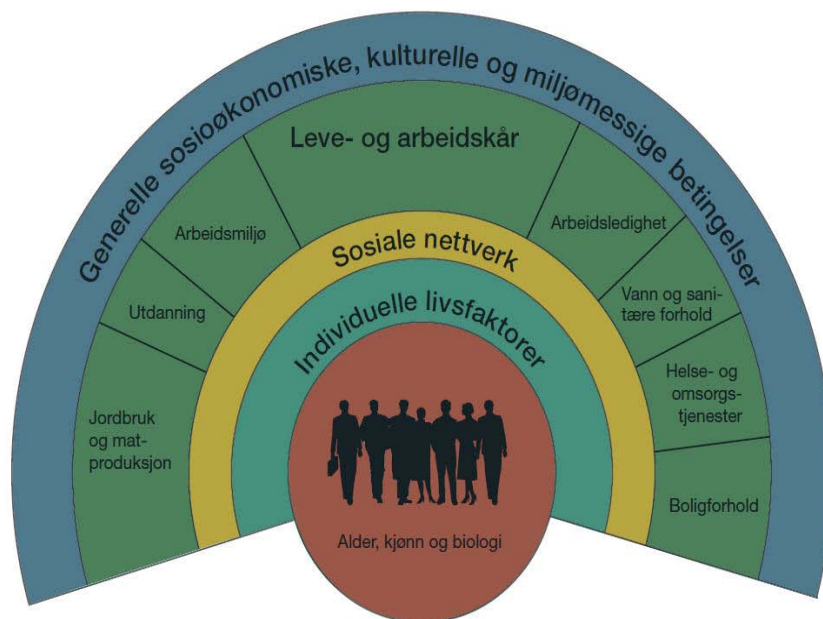 Generelle sosioøkonomiske, kulturelle og miljømessige betingelser
Leve- og arbeidskår
Arbeidsmiljø
Utdanning
Jordbruk
og mat-
produksjon
Arbeidsledighet
Vann og sani-
tære forhold
Helse- og
omsorgs-
tjenester
Boligforhold
Sosiale nettverk
Individuelle livsfaktorer
Alder, kjønn og biologi